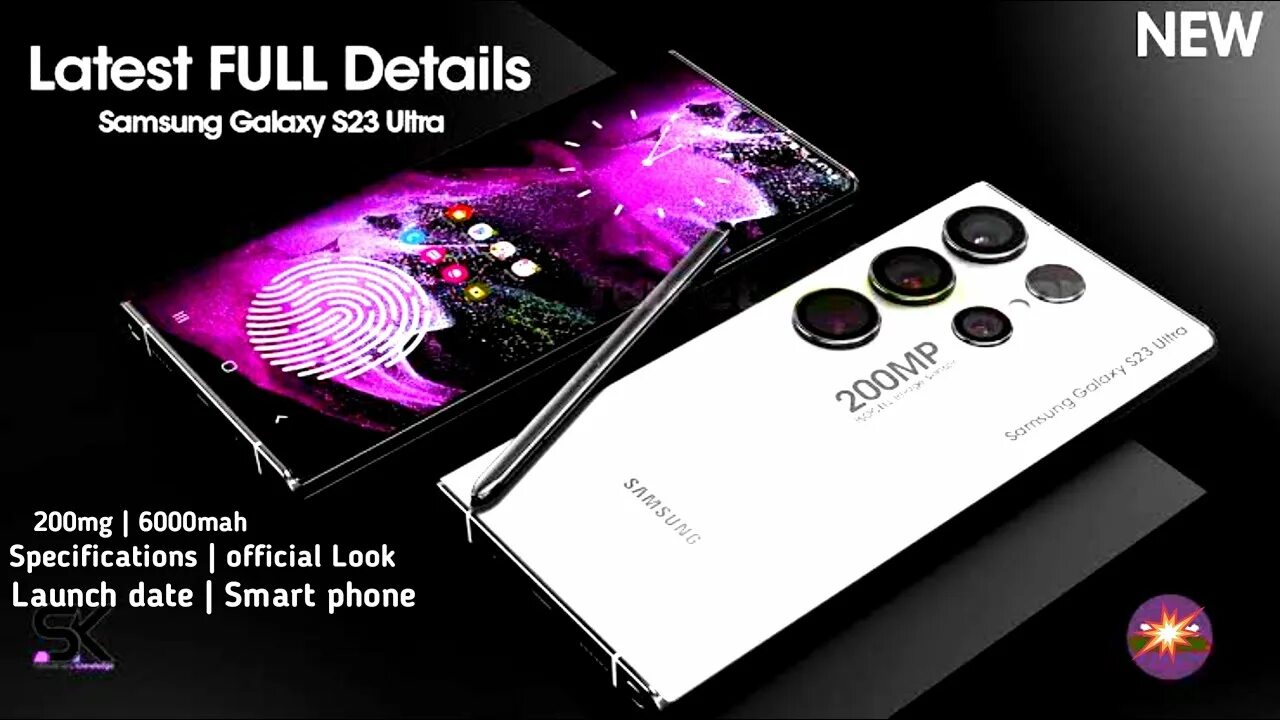 Latest FULL Details
Samsung Galaxy S23 Ultra
NEW
200MP
Samsung Galaxy S23 Ultra
SAMSUNG
200mg | 6000mah
Specifications | official Look
Launch date | Smart phone
SK